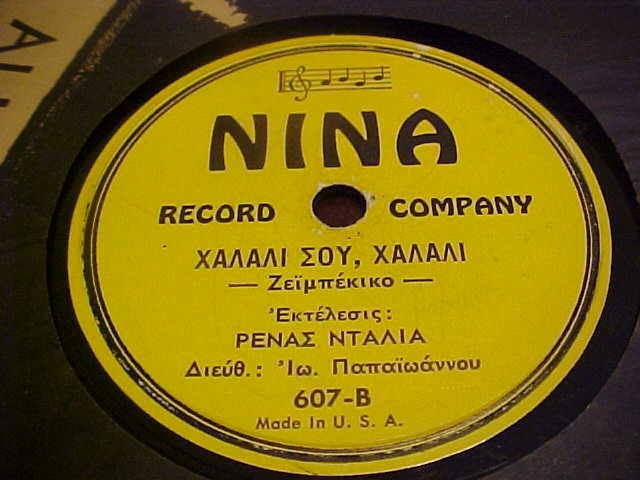 NINA
RECORD COMPANY
ΧΑΛΑΛΙ ΣΟΥ, ΧΑΛΑΛΙ
— Ζεϊμπέκικο —
Ἐκτέλεσις:
ΡΕΝΑΣ ΝΤΑΛΙΑ
Διεύθ.: Ἰω. Παπαϊωάννου
607-B
Made In U. S. A.